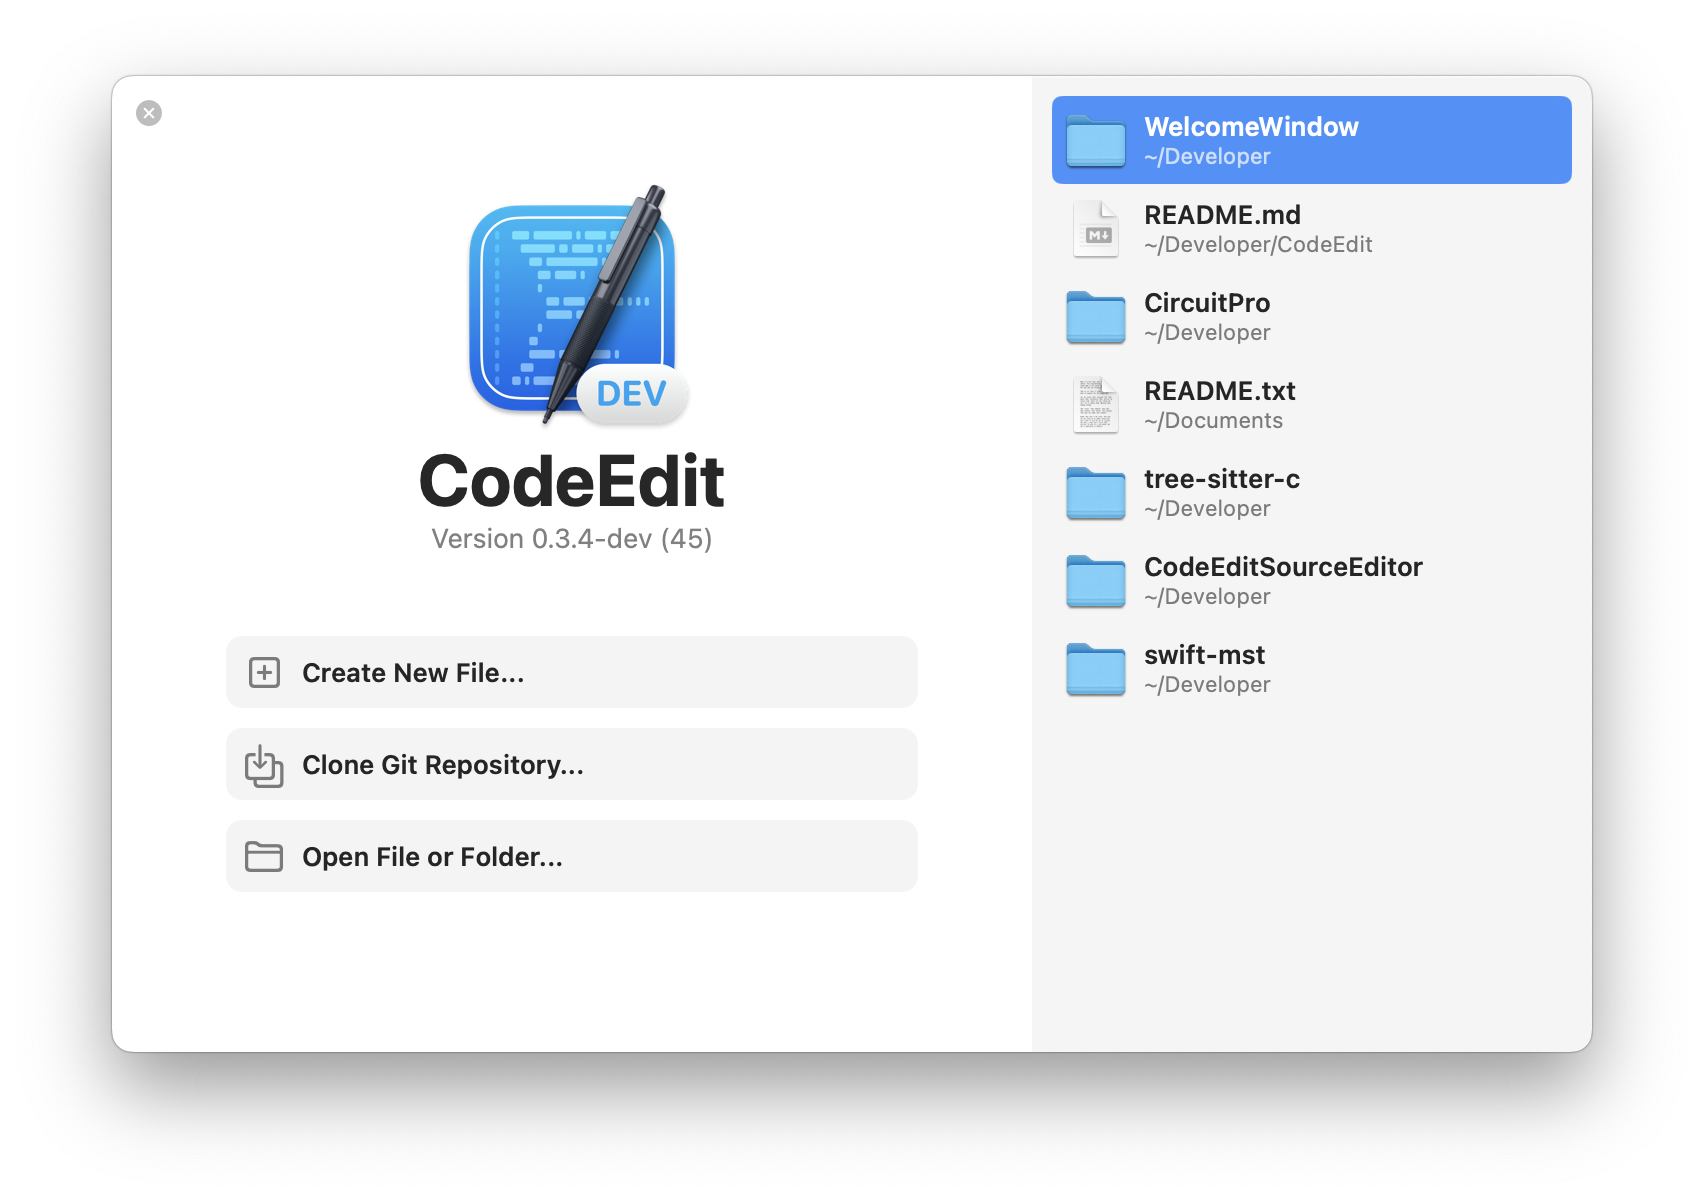 DEV
CodeEdit
Version 0.3.4-dev (45)
Create New File...
Clone Git Repository...
Open File or Folder...
WelcomeWindow
~/Developer
README.md
~/Developer/CodeEdit
CircuitPro
~/Developer
README.txt
~/Documents
tree-sitter-c
~/Developer
CodeEditSourceEditor
~/Developer
swift-mst
~/Developer